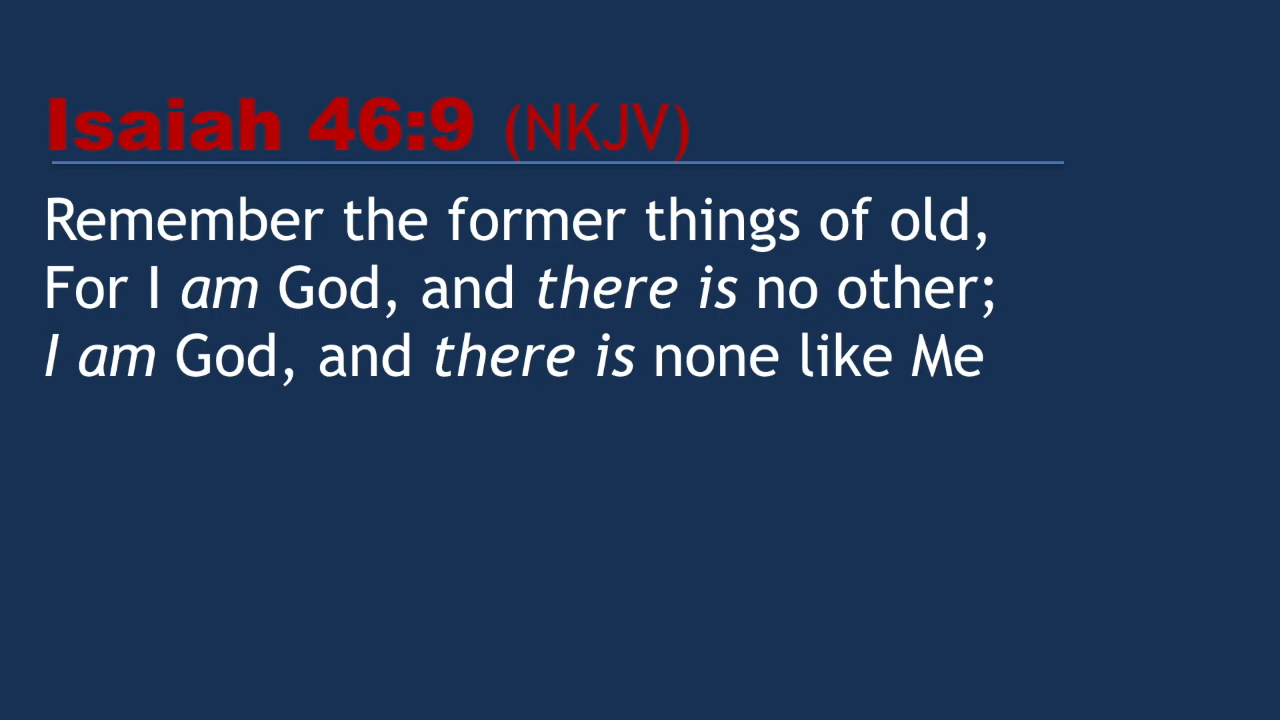 Isaiah 46:9 (NKJV)
Remember the former things of old,
For I am God, and there is no other;
I am God, and there is none like Me